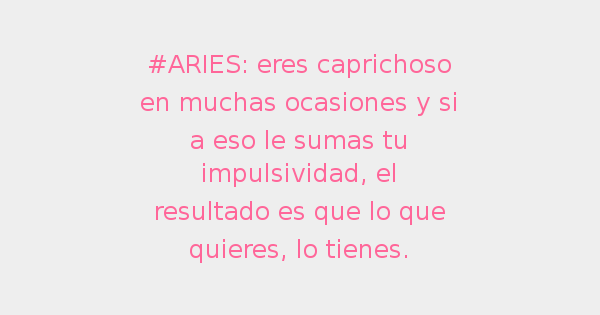 #ARIES: eres caprichoso
en muchas ocasiones y si
a eso le sumas tu
impulsividad, el
resultado es que lo que
quieres, lo tienes.